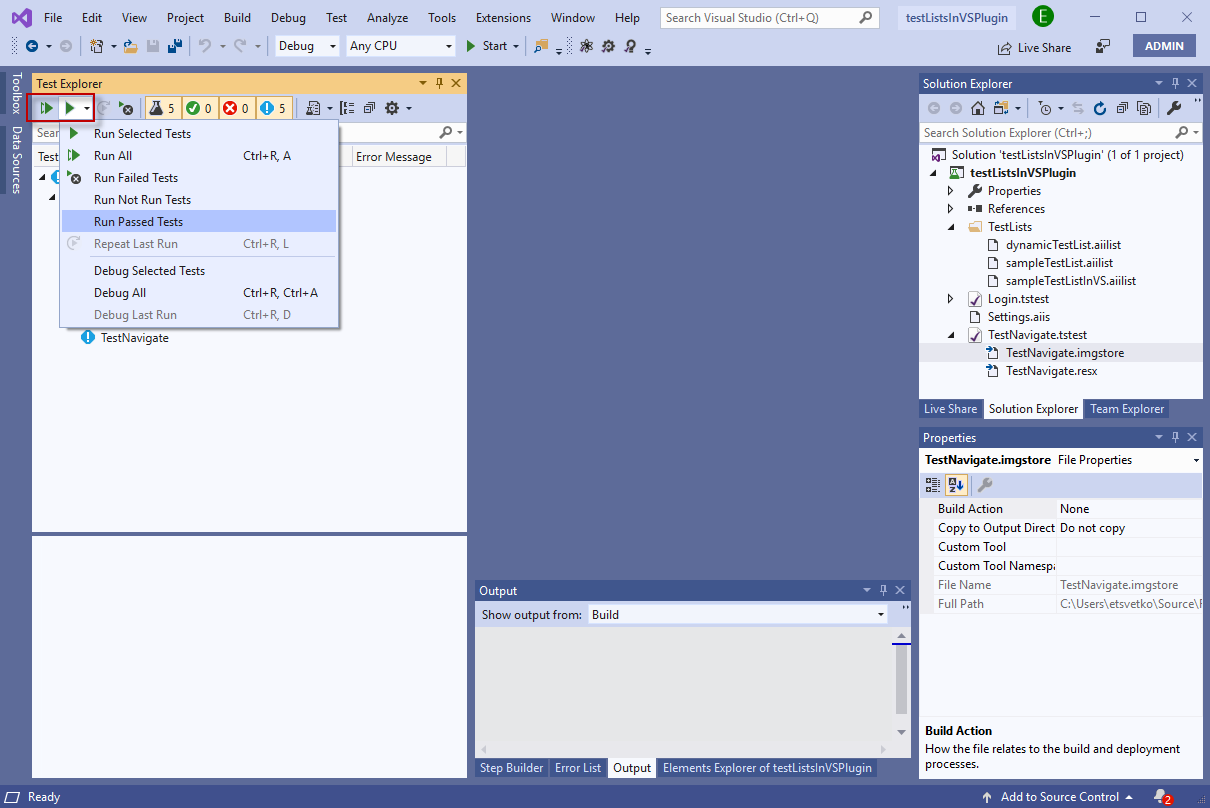 File Edit View Project Build Debug Test Analyze Tools Extensions Window Help Search Visual Studio (Ctrl+Q) testListsInVSPlugin E
Debug Any CPU Start Live Share ADMIN
Toolbox
Data Sources
Test Explorer
5 0 0 5
Sear
Test Error Message
Run Selected Tests
Run All Ctrl+R, A
Run Failed Tests
Run Not Run Tests
Run Passed Tests
Repeat Last Run Ctrl+R, L
Debug Selected Tests
Debug All Ctrl+R, Ctrl+A
Debug Last Run Ctrl+R, D
TestNavigate
Output
Show output from: Build
Step Builder Error List Output Elements Explorer of testListsInVSPlugin
Solution Explorer
Search Solution Explorer (Ctrl+;)
Solution 'testListsInVSPlugin' (1 of 1 project)
testListsInVSPlugin
Properties
References
TestLists
dynamicTestList.aiilist
sampleTestList.aiilist
sampleTestListInVS.aiilist
Login.tstest
Settings.aiis
TestNavigate.tstest
TestNavigate.imgstore
TestNavigate.resx
Live Share Solution Explorer Team Explorer
Properties
TestNavigate.imgstore File Properties
Build Action None
Copy to Output Direct Do not copy
Custom Tool
Custom Tool Namespa
File Name TestNavigate.imgstore
Full Path C:\Users\etsvetko\Source\
Build Action
How the file relates to the build and deployment
processes.
Ready Add to Source Control 2